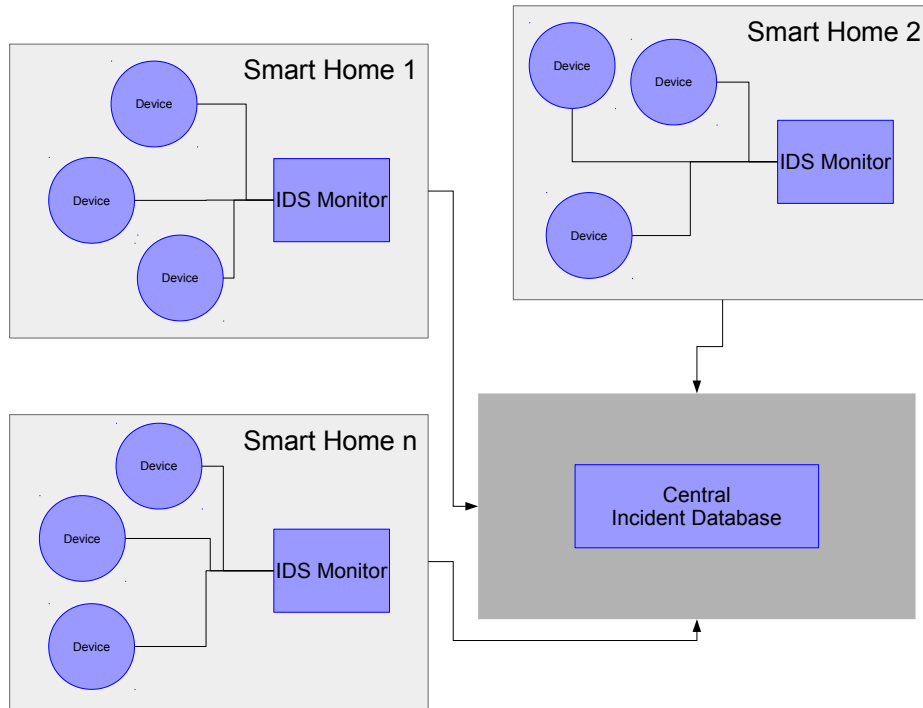 Smart Home 1
Device
Device
Device
IDS Monitor
Smart Home 2
Device
Device
Device
IDS Monitor
Smart Home n
Device
Device
Device
IDS Monitor
Central
Incident Database